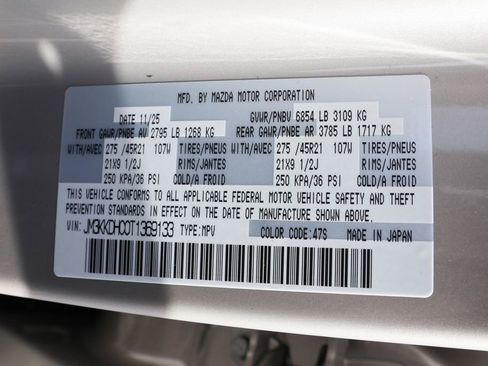 MFD. BY MAZDA MOTOR CORPORATION
DATE 11/25 GVWR/PNBV 6854 LB 3109 KG
FRONT GAWR/PNBE AV 2795 LB 1268 KG REAR GAWR/PNBE AR 3785 LB 1717 KG
WITH/AVEC 275 /45R21 107W TIRES/PNEUS WITH/AVEC 275 /45R21 107W TIRES/PNEUS
21X9 1/2J RIMS/JANTES 21X9 1/2J RIMS/JANTES
250 KPA/36 PSI COLD/A FROID 250 KPA/36 PSI COLD/A FROID
THIS VEHICLE CONFORMS TO ALL APPLICABLE FEDERAL MOTOR VEHICLE SAFETY AND THEFT
PREVENTION STANDARDS IN EFFECT ON THE DATE OF MANUFACTURE SHOWN ABOVE.
VIN: JM3KKDHC0T1369133 TYPE:MPV COLOR CODE:47S MADE IN JAPAN